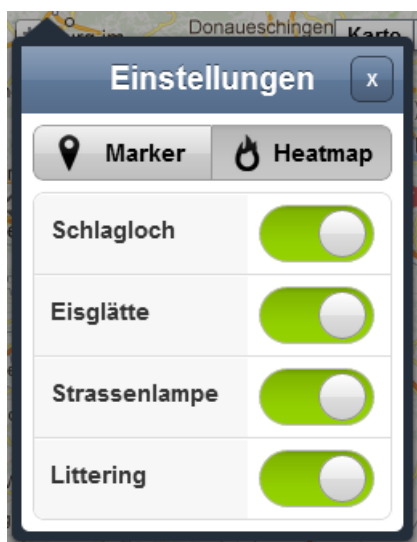 Donaueschingen
Karte
Einstellungen x
Marker Heatmap
Schlagloch
Eisglätte
Strassenlampe
Littering